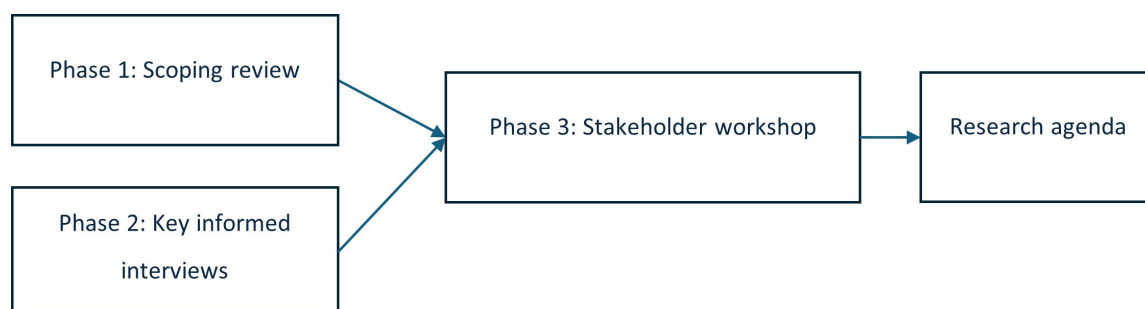 Phase 1: Scoping review
Phase 2: Key informed
interviews
Phase 3: Stakeholder workshop
Research agenda